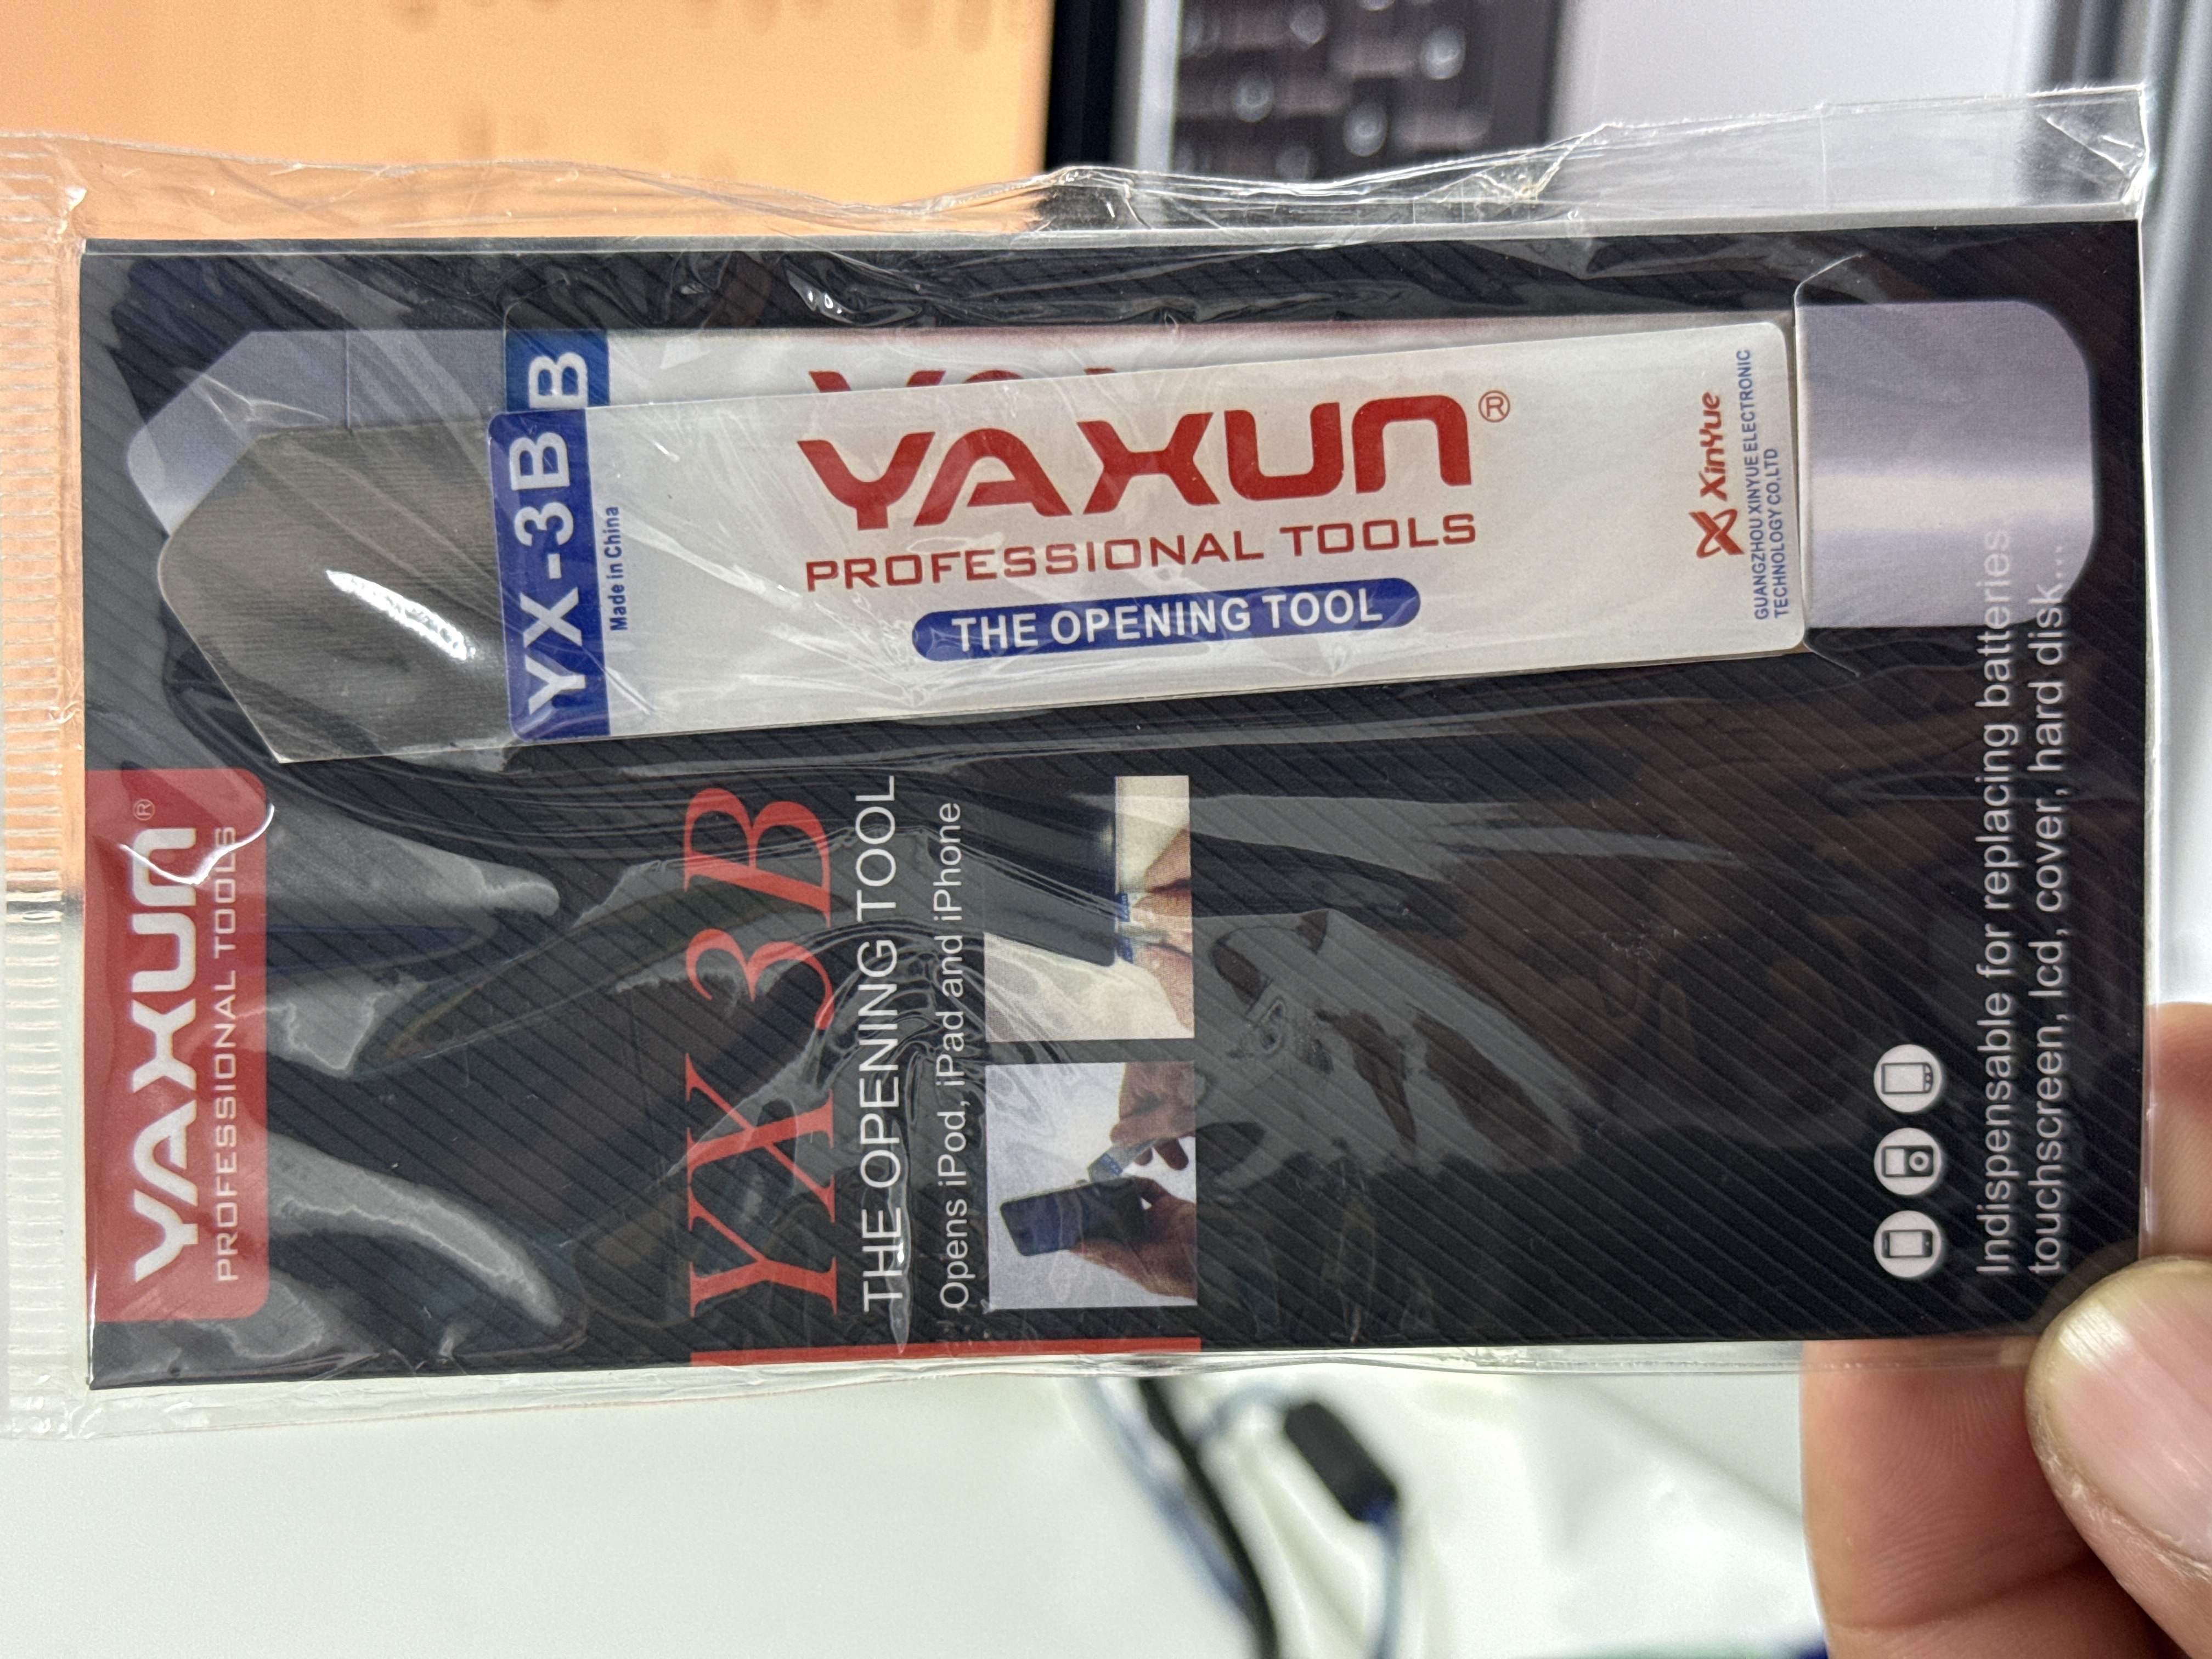 YAXUN®
PROFESSIONAL TOOLS
YX3B
THE OPENING TOOL
Opens iPod, iPad and iPhone
Indispensable for replacing batteries
touchscreen, lcd, cover, hard disk...
B
YX-3B
Made in China
YAXUN®
PROFESSIONAL TOOLS
THE OPENING TOOL
XinYue
GUANGZHOU XINYUE ELECTRONIC
TECHNOLOGY CO,LTD